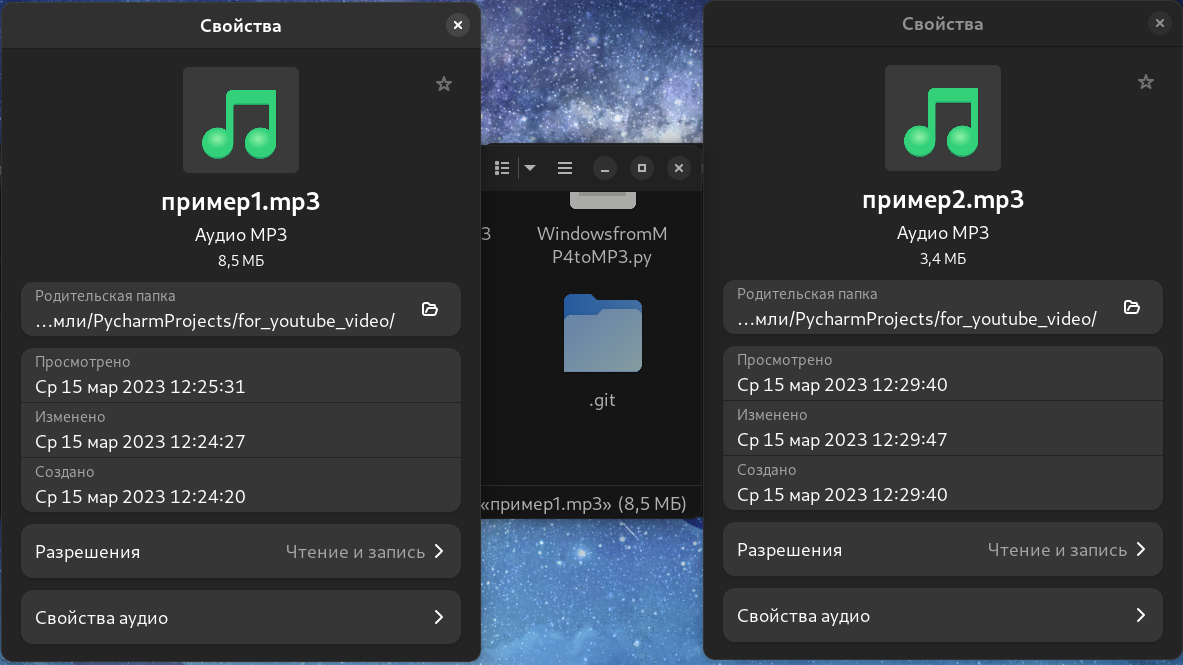 Свойства
пример1.mp3
Аудио MP3
8,5 МБ
Родительская папка
…мли/PycharmProjects/for_youtube_video/
Просмотрено
Ср 15 мар 2023 12:25:31
Изменено
Ср 15 мар 2023 12:24:27
Создано
Ср 15 мар 2023 12:24:20
Разрешения
Чтение и запись
Свойства аудио
3
WindowsfromM
P4toMP3.py
.git
«пример1.mp3» (8,5 МБ)
Свойства
пример2.mp3
Аудио MP3
3,4 МБ
Родительская папка
…мли/PycharmProjects/for_youtube_video/
Просмотрено
Ср 15 мар 2023 12:29:40
Изменено
Ср 15 мар 2023 12:29:47
Создано
Ср 15 мар 2023 12:29:40
Разрешения
Чтение и запись
Свойства аудио